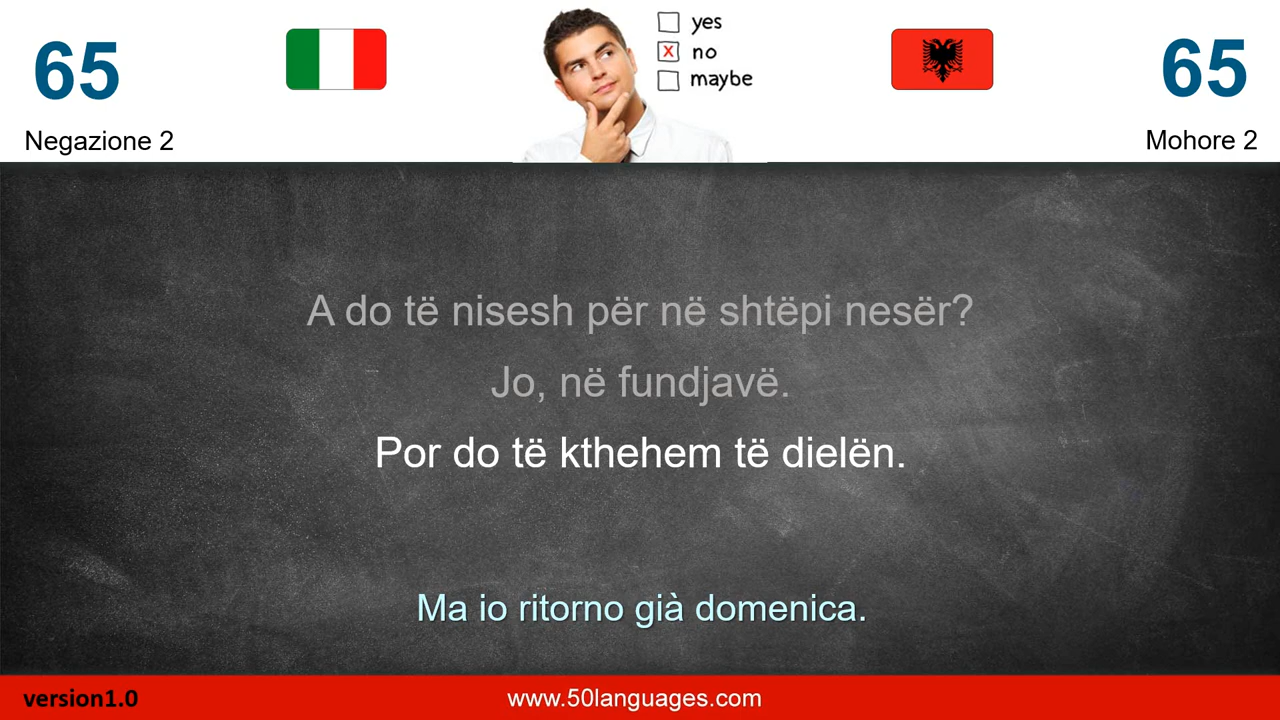 65
65
yes
x no
maybe
Negazione 2
Mohore 2
A do të nisesh për në shtëpi nesër?
Jo, në fundjavë.
Por do të kthehem të dielën.
Ma io ritorno già domenica.
version1.0
www.50languages.com